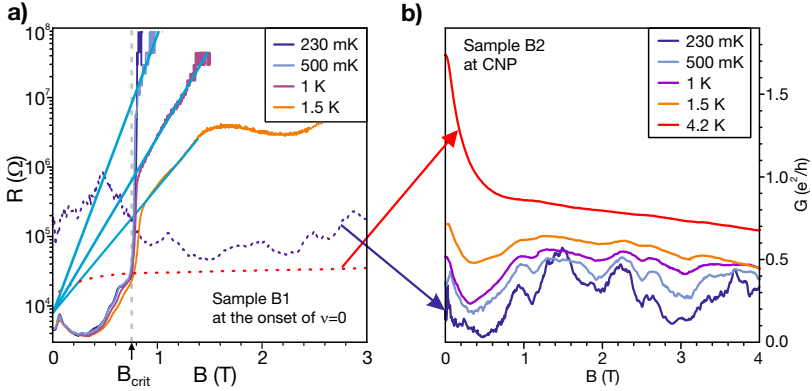 a)
10⁸
10⁷
10⁶
10⁵
10⁴
R (Ω)
230 mK
500 mK
1 K
1.5 K
Sample B1
at the onset of ν=0
0
1
2
3
B_crit
B (T)
b)
Sample B2
at CNP
230 mK
500 mK
1 K
1.5 K
4.2 K
1.5
1.0
0.5
0.0
G (e²/h)
0
1
2
3
4
B (T)